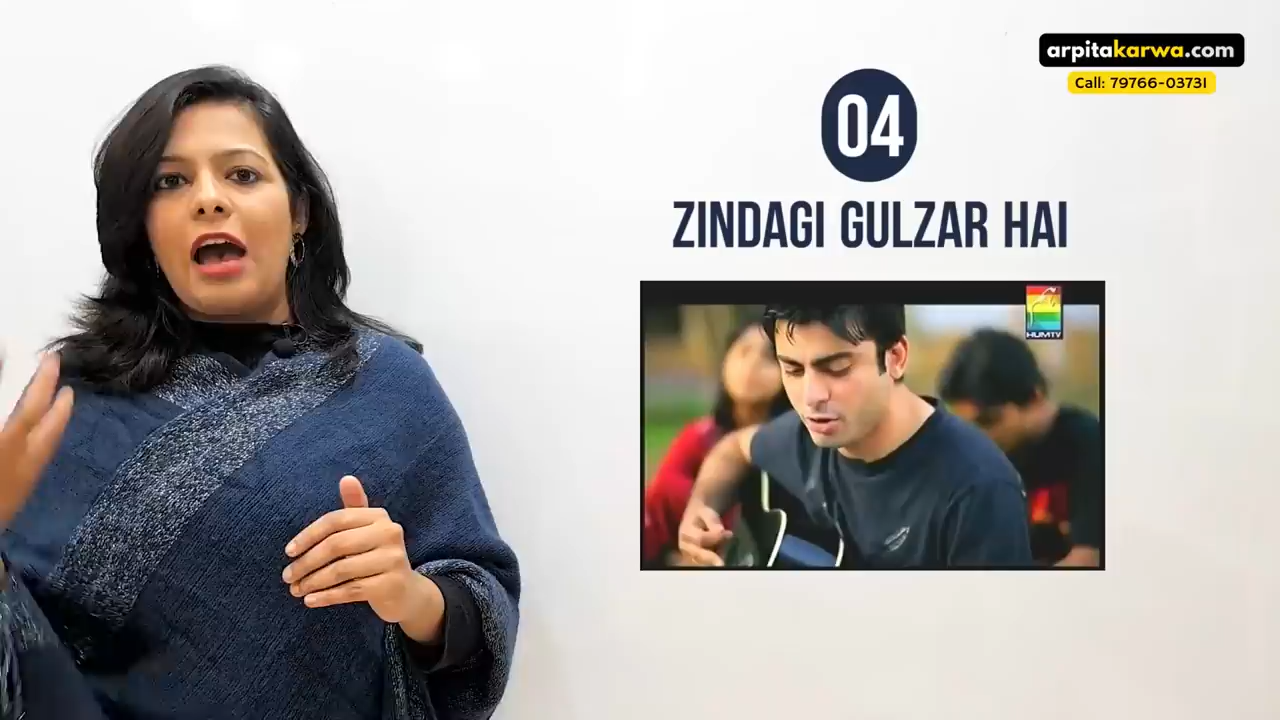 arpitakarwa.com
Call: 79766-03731
04
ZINDAGI GULZAR HAI
HUMTV